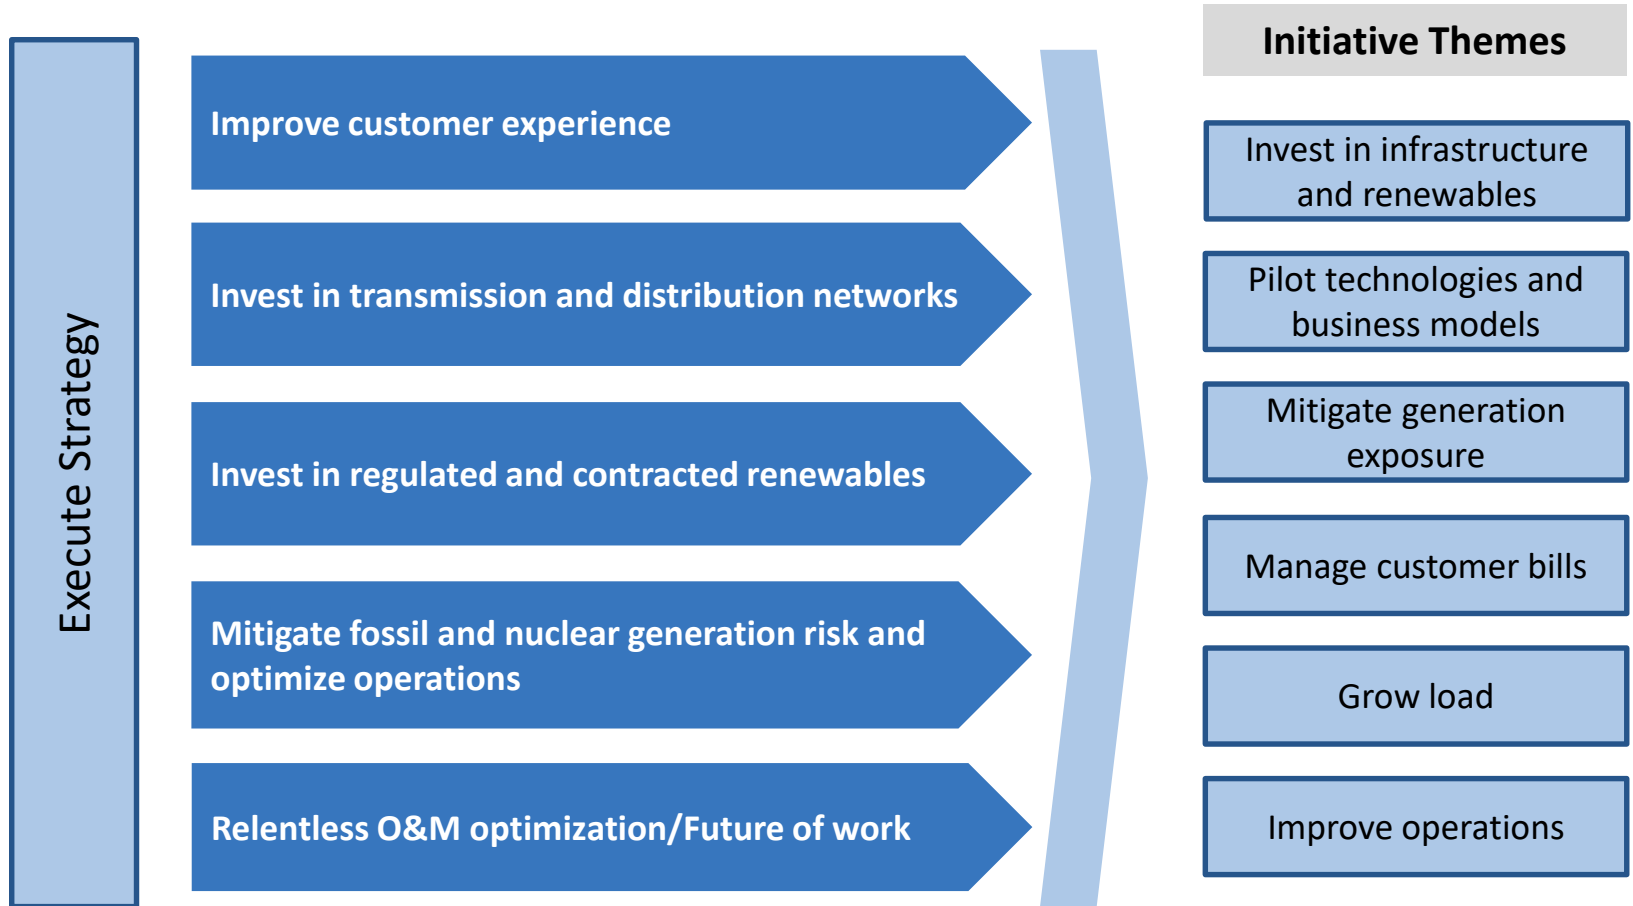 Execute Strategy
Improve customer experience
Invest in transmission and distribution networks
Invest in regulated and contracted renewables
Mitigate fossil and nuclear generation risk and
optimize operations
Relentless O&M optimization/Future of work
Initiative Themes
Invest in infrastructure
and renewables
Pilot technologies and
business models
Mitigate generation
exposure
Manage customer bills
Grow load
Improve operations